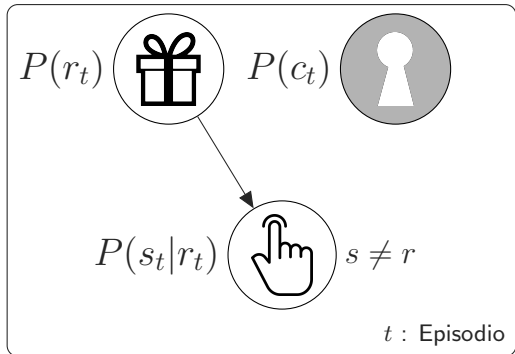 P(r_t) P(c_t)
P(s_t|r_t) s ≠ r
t : Episodio